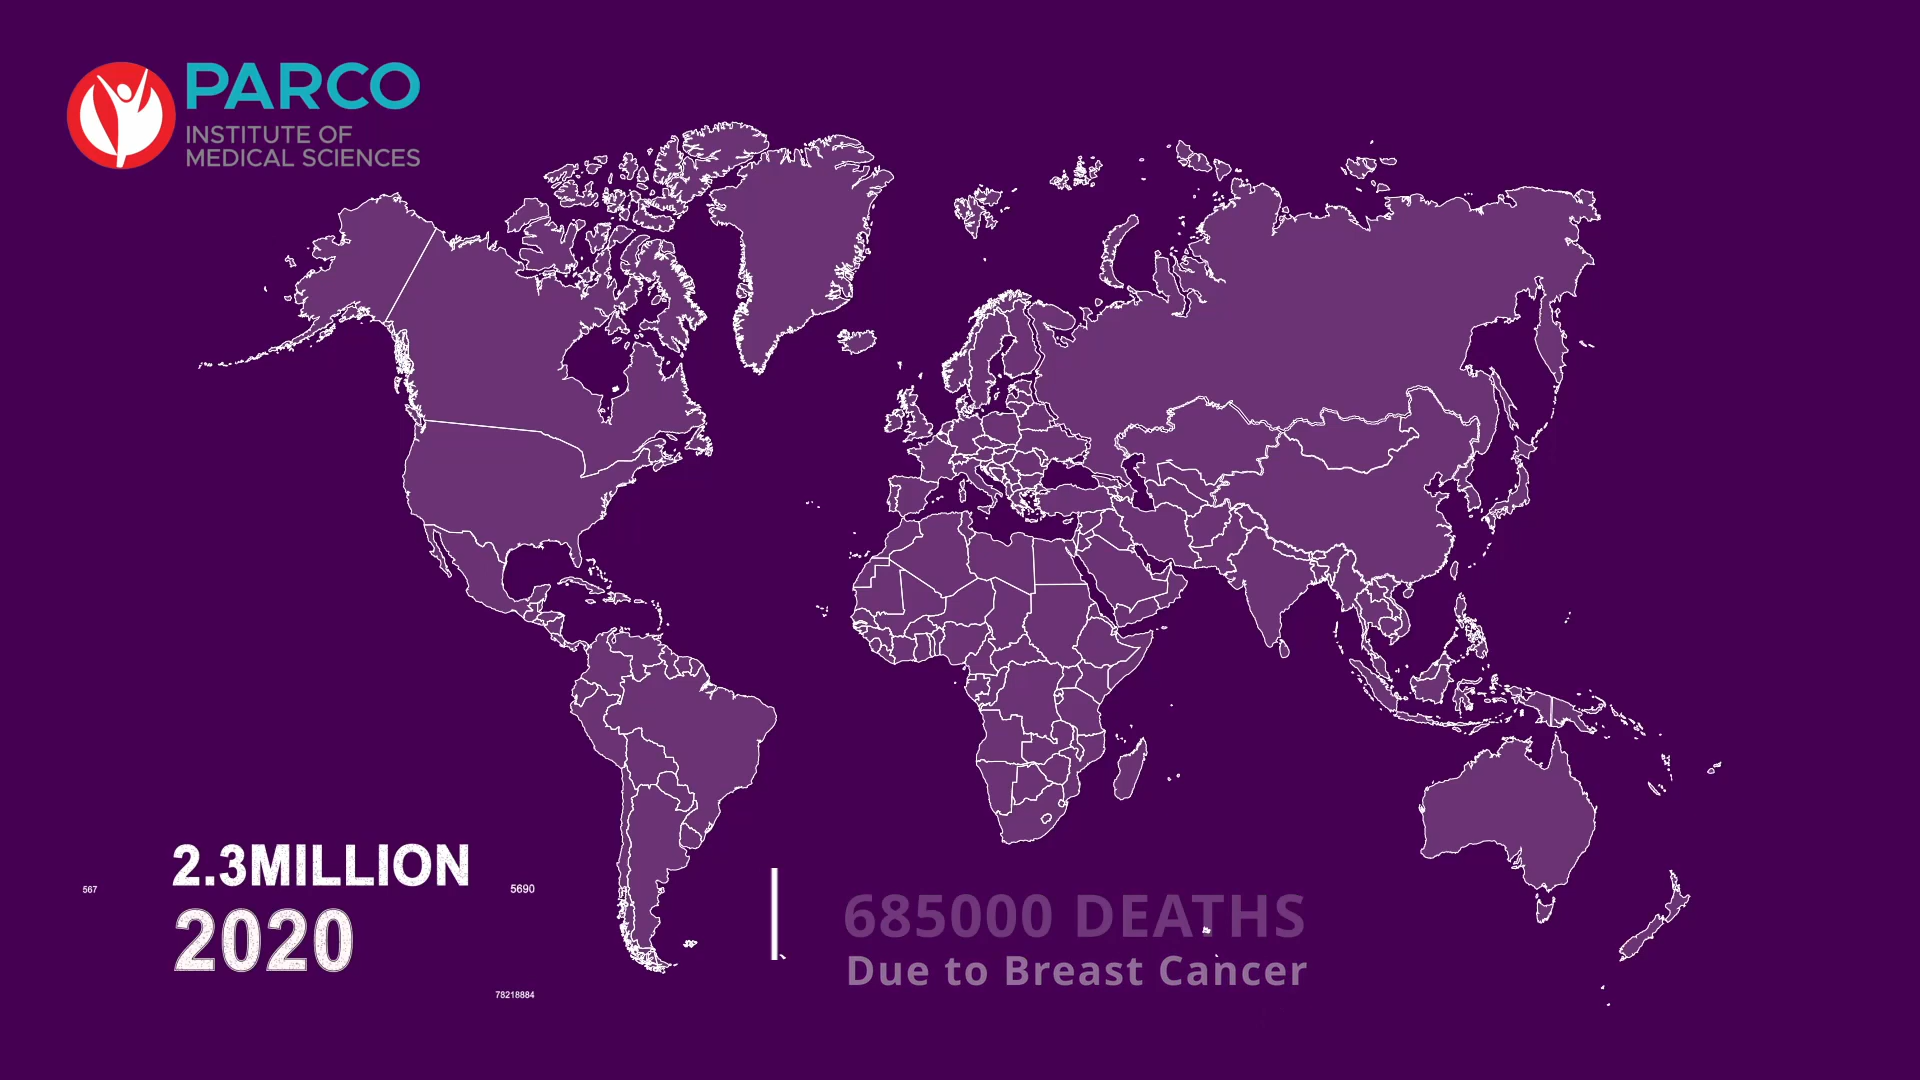 PARCO
INSTITUTE OF
MEDICAL SCIENCES
2.3MILLION
567
5690
2020
685000 DEATHS
Due to Breast Cancer
78218884